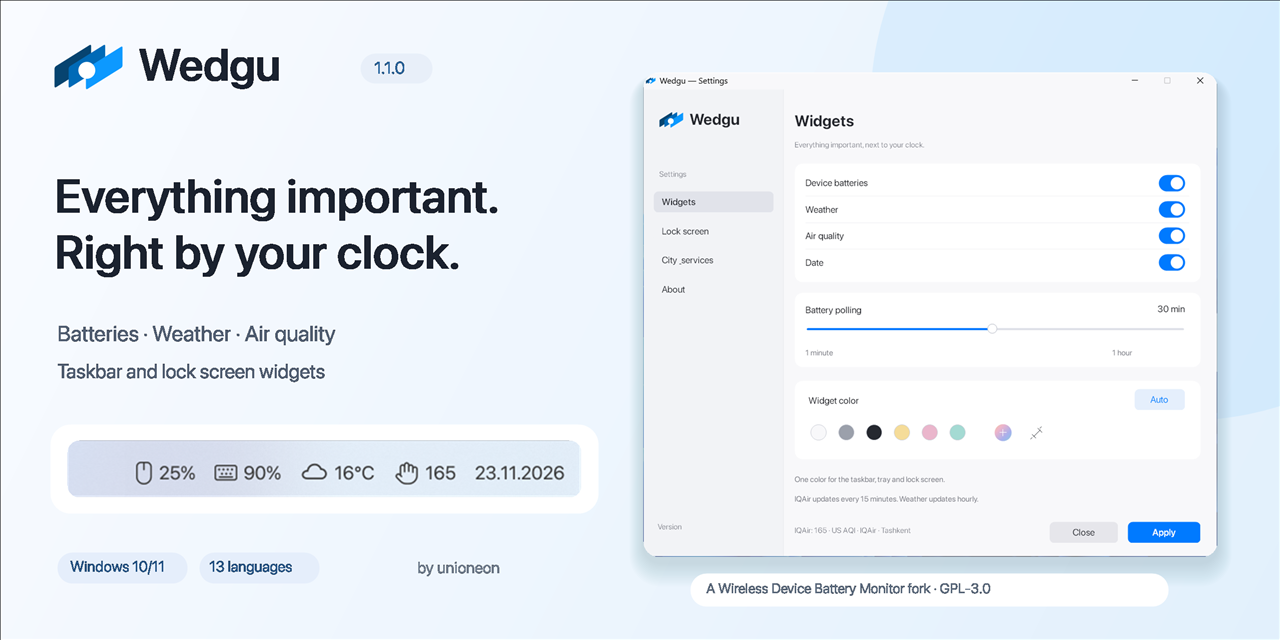 Wedgu
1.1.0
Everything important.
Right by your clock.
Batteries · Weather · Air quality
Taskbar and lock screen widgets
25% 90% 16°C 165 23.11.2026
Windows 10/11
13 languages
by unioneon
Wedgu — Settings
Wedgu
Settings
Widgets
Lock screen
City ,services
About
Version
Widgets
Everything important, next to your clock.
Device batteries
Weather
Air quality
Date
Battery polling
30 min
1 minute
1 hour
Widget color
Auto
One color for the taskbar, tray and lock screen.
IQAir updates every 15 minutes. Weather updates hourly.
IQAir: 165 · US AQI · IQAir · Tashkent
Close
Apply
A Wireless Device Battery Monitor fork · GPL-3.0